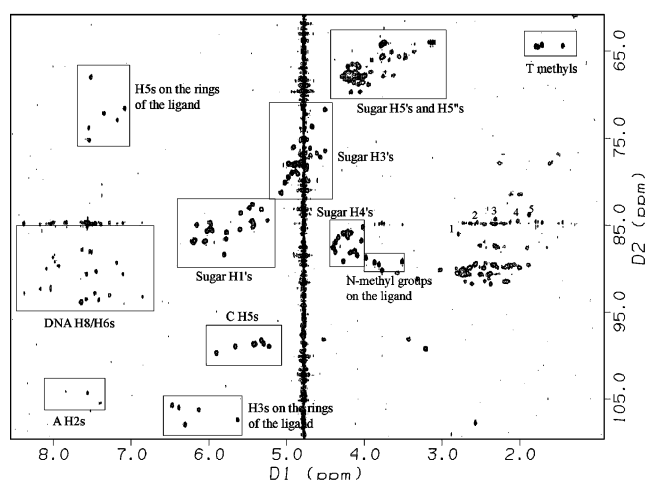 65.0
T methyls
H5s on the rings
of the ligand
Sugar H5's and H5"s
75.0
Sugar H3's
Sugar H4's
1 2 3 4 5
85.0
D2 (ppm)
Sugar H1's
N-methyl groups
on the ligand
DNA H8/H6s
C H5s
95.0
A H2s
H3s on the rings
of the ligand
105.0
8.0 7.0 6.0 5.0 4.0 3.0 2.0
D1 (ppm)